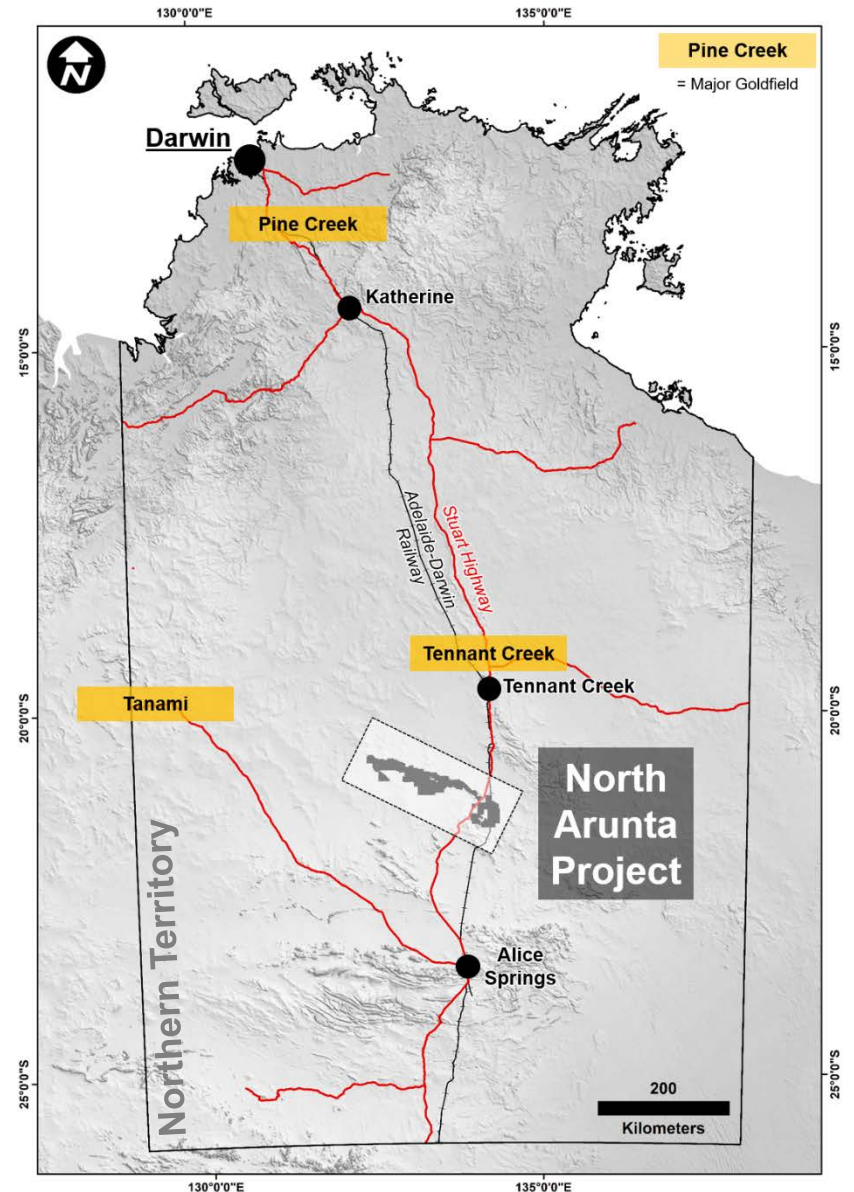 130°0'0"E
135°0'0"E
N
Pine Creek
= Major Goldfield
Darwin
Pine Creek
Katherine
15°0'0"S
15°0'0"S
Adelaide-Darwin
Railway
Stuart Highway
Tennant Creek
Tennant Creek
Tanami
20°0'0"S
20°0'0"S
North
Arunta
Project
Northern Territory
Alice
Springs
25°0'0"S
25°0'0"S
200
Kilometers
130°0'0"E
135°0'0"E